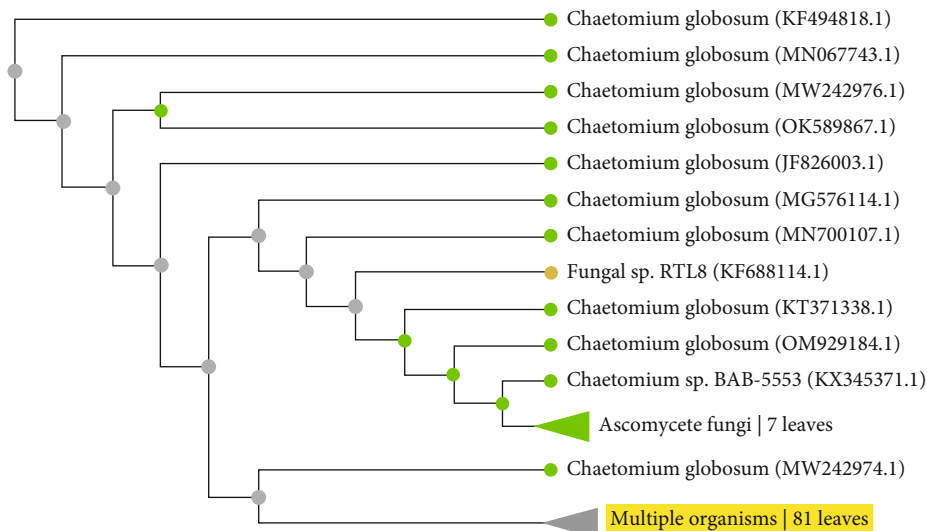 Chaetomium globosum (KF494818.1)
Chaetomium globosum (MN067743.1)
Chaetomium globosum (MW242976.1)
Chaetomium globosum (OK589867.1)
Chaetomium globosum (JF826003.1)
Chaetomium globosum (MG576114.1)
Chaetomium globosum (MN700107.1)
Fungal sp. RTL8 (KF688114.1)
Chaetomium globosum (KT371338.1)
Chaetomium globosum (OM929184.1)
Chaetomium sp. BAB-5553 (KX345371.1)
Ascomycete fungi | 7 leaves
Chaetomium globosum (MW242974.1)
Multiple organisms | 81 leaves